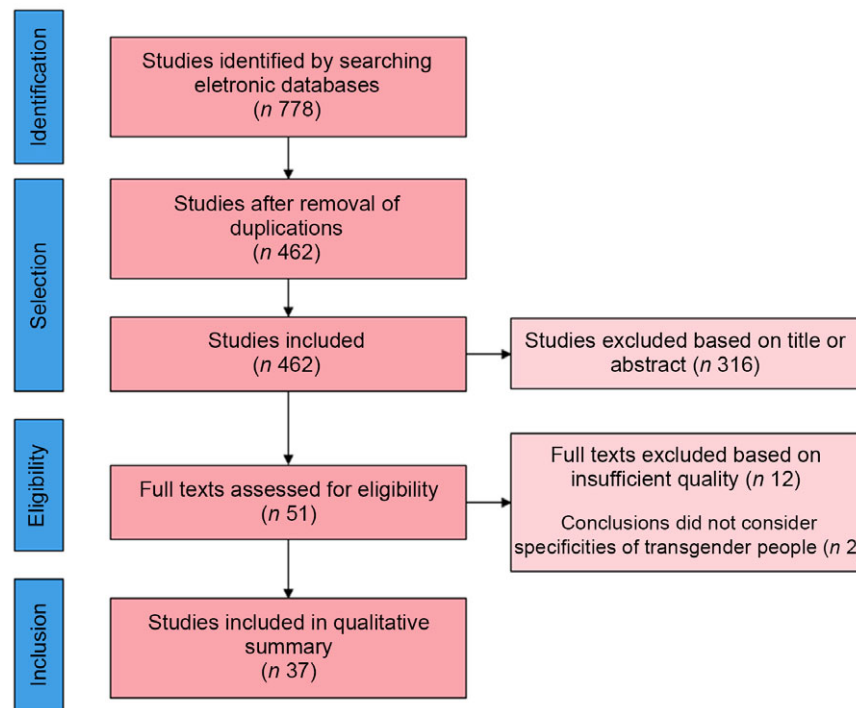 Identification
Studies identified by searching
eletronic databases
(n 778)
Selection
Studies after removal of
duplications
(n 462)
Studies included
(n 462)
Studies excluded based on title or
abstract (n 316)
Eligibility
Full texts assessed for eligibility
(n 51)
Full texts excluded based on
insufficient quality (n 12)
Conclusions did not consider
specificities of transgender people (n 2
Inclusion
Studies included in qualitative
summary
(n 37)